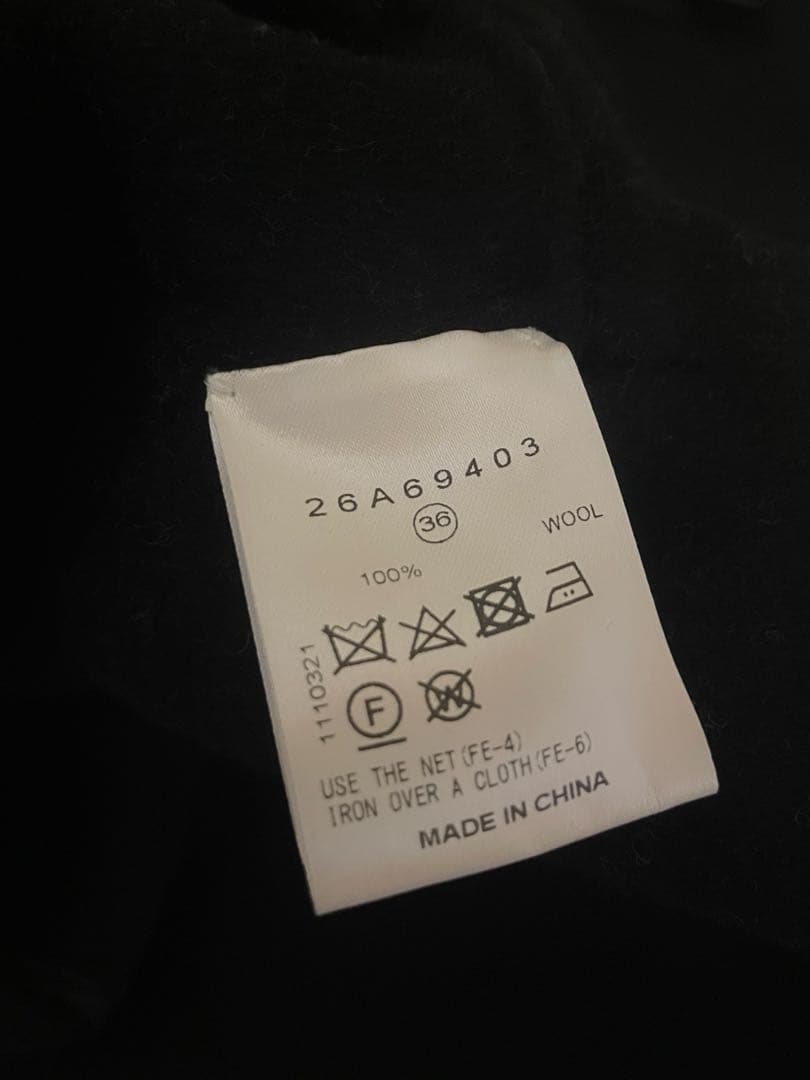 26A69403
36
100% WOOL
1110321
F
W
USE THE NET(FE-4)
IRON OVER A CLOTH(FE-6)
MADE IN CHINA